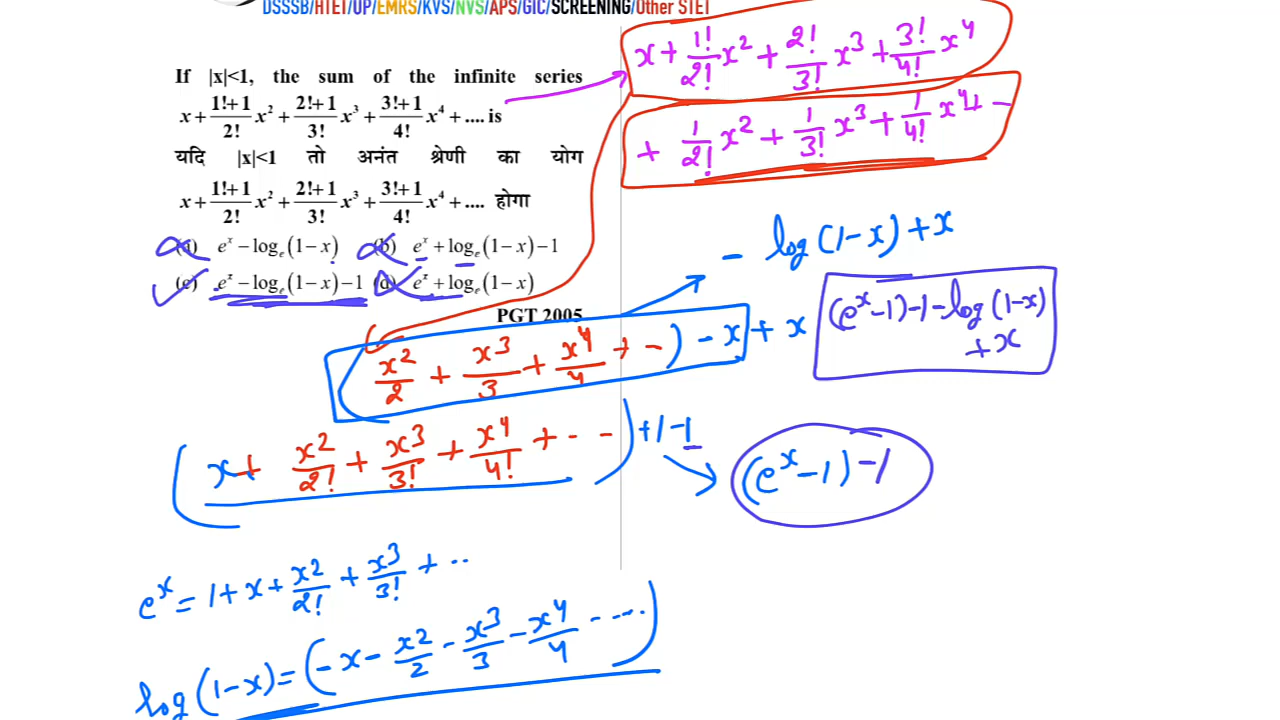 DSSSB/HTET/UP/EMRS/KVS/NVS/APS/GIC/SCREENING/Other STET
If |x|<1, the sum of the infinite series
x + (1!+1)/2! x² + (2!+1)/3! x³ + (3!+1)/4! x⁴ + .... is
यदि |x|<1 तो अनंत श्रेणी का योग
x + (1!+1)/2! x² + (2!+1)/3! x³ + (3!+1)/4! x⁴ + .... होगा
(a) eˣ − logₑ(1−x) (b) eˣ + logₑ(1−x) −1
(c) eˣ − logₑ(1−x) −1 (d) eˣ + logₑ(1−x)
PGT 2005
x + 1!/2! x² + 2!/3! x³ + 3!/4! x⁴
+ 1/2! x² + 1/3! x³ + 1/4! x⁴ + -
- log(1-x) + x
(x²/2 + x³/3 + x⁴/4 + -) - x + x
(eˣ-1)-1-log(1-x)
+x
(x + x²/2! + x³/3! + x⁴/4! + - - -) +1 -1
(eˣ-1) -1
eˣ = 1 + x + x²/2! + x³/3! + ..
log(1-x) = (-x - x²/2 - x³/3 - x⁴/4 - ....)